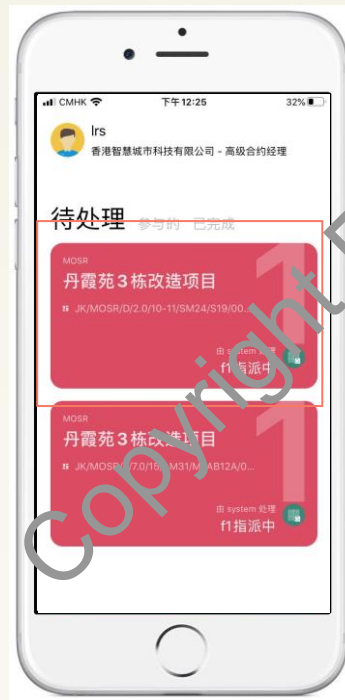 CMHK 下午12:25 32%
lrs
香港智慧城市科技有限公司 - 高级合约经理
待处理 参与的 已完成
MOSR
丹霞苑3栋改造项目
JK/MOSR/D/2.0/10-11/SM24/S19/00...
1
由 system 处理
f1指派中
MOSR
丹霞苑3栋改造项目
1
由 system 处理
f1指派中
Copyright